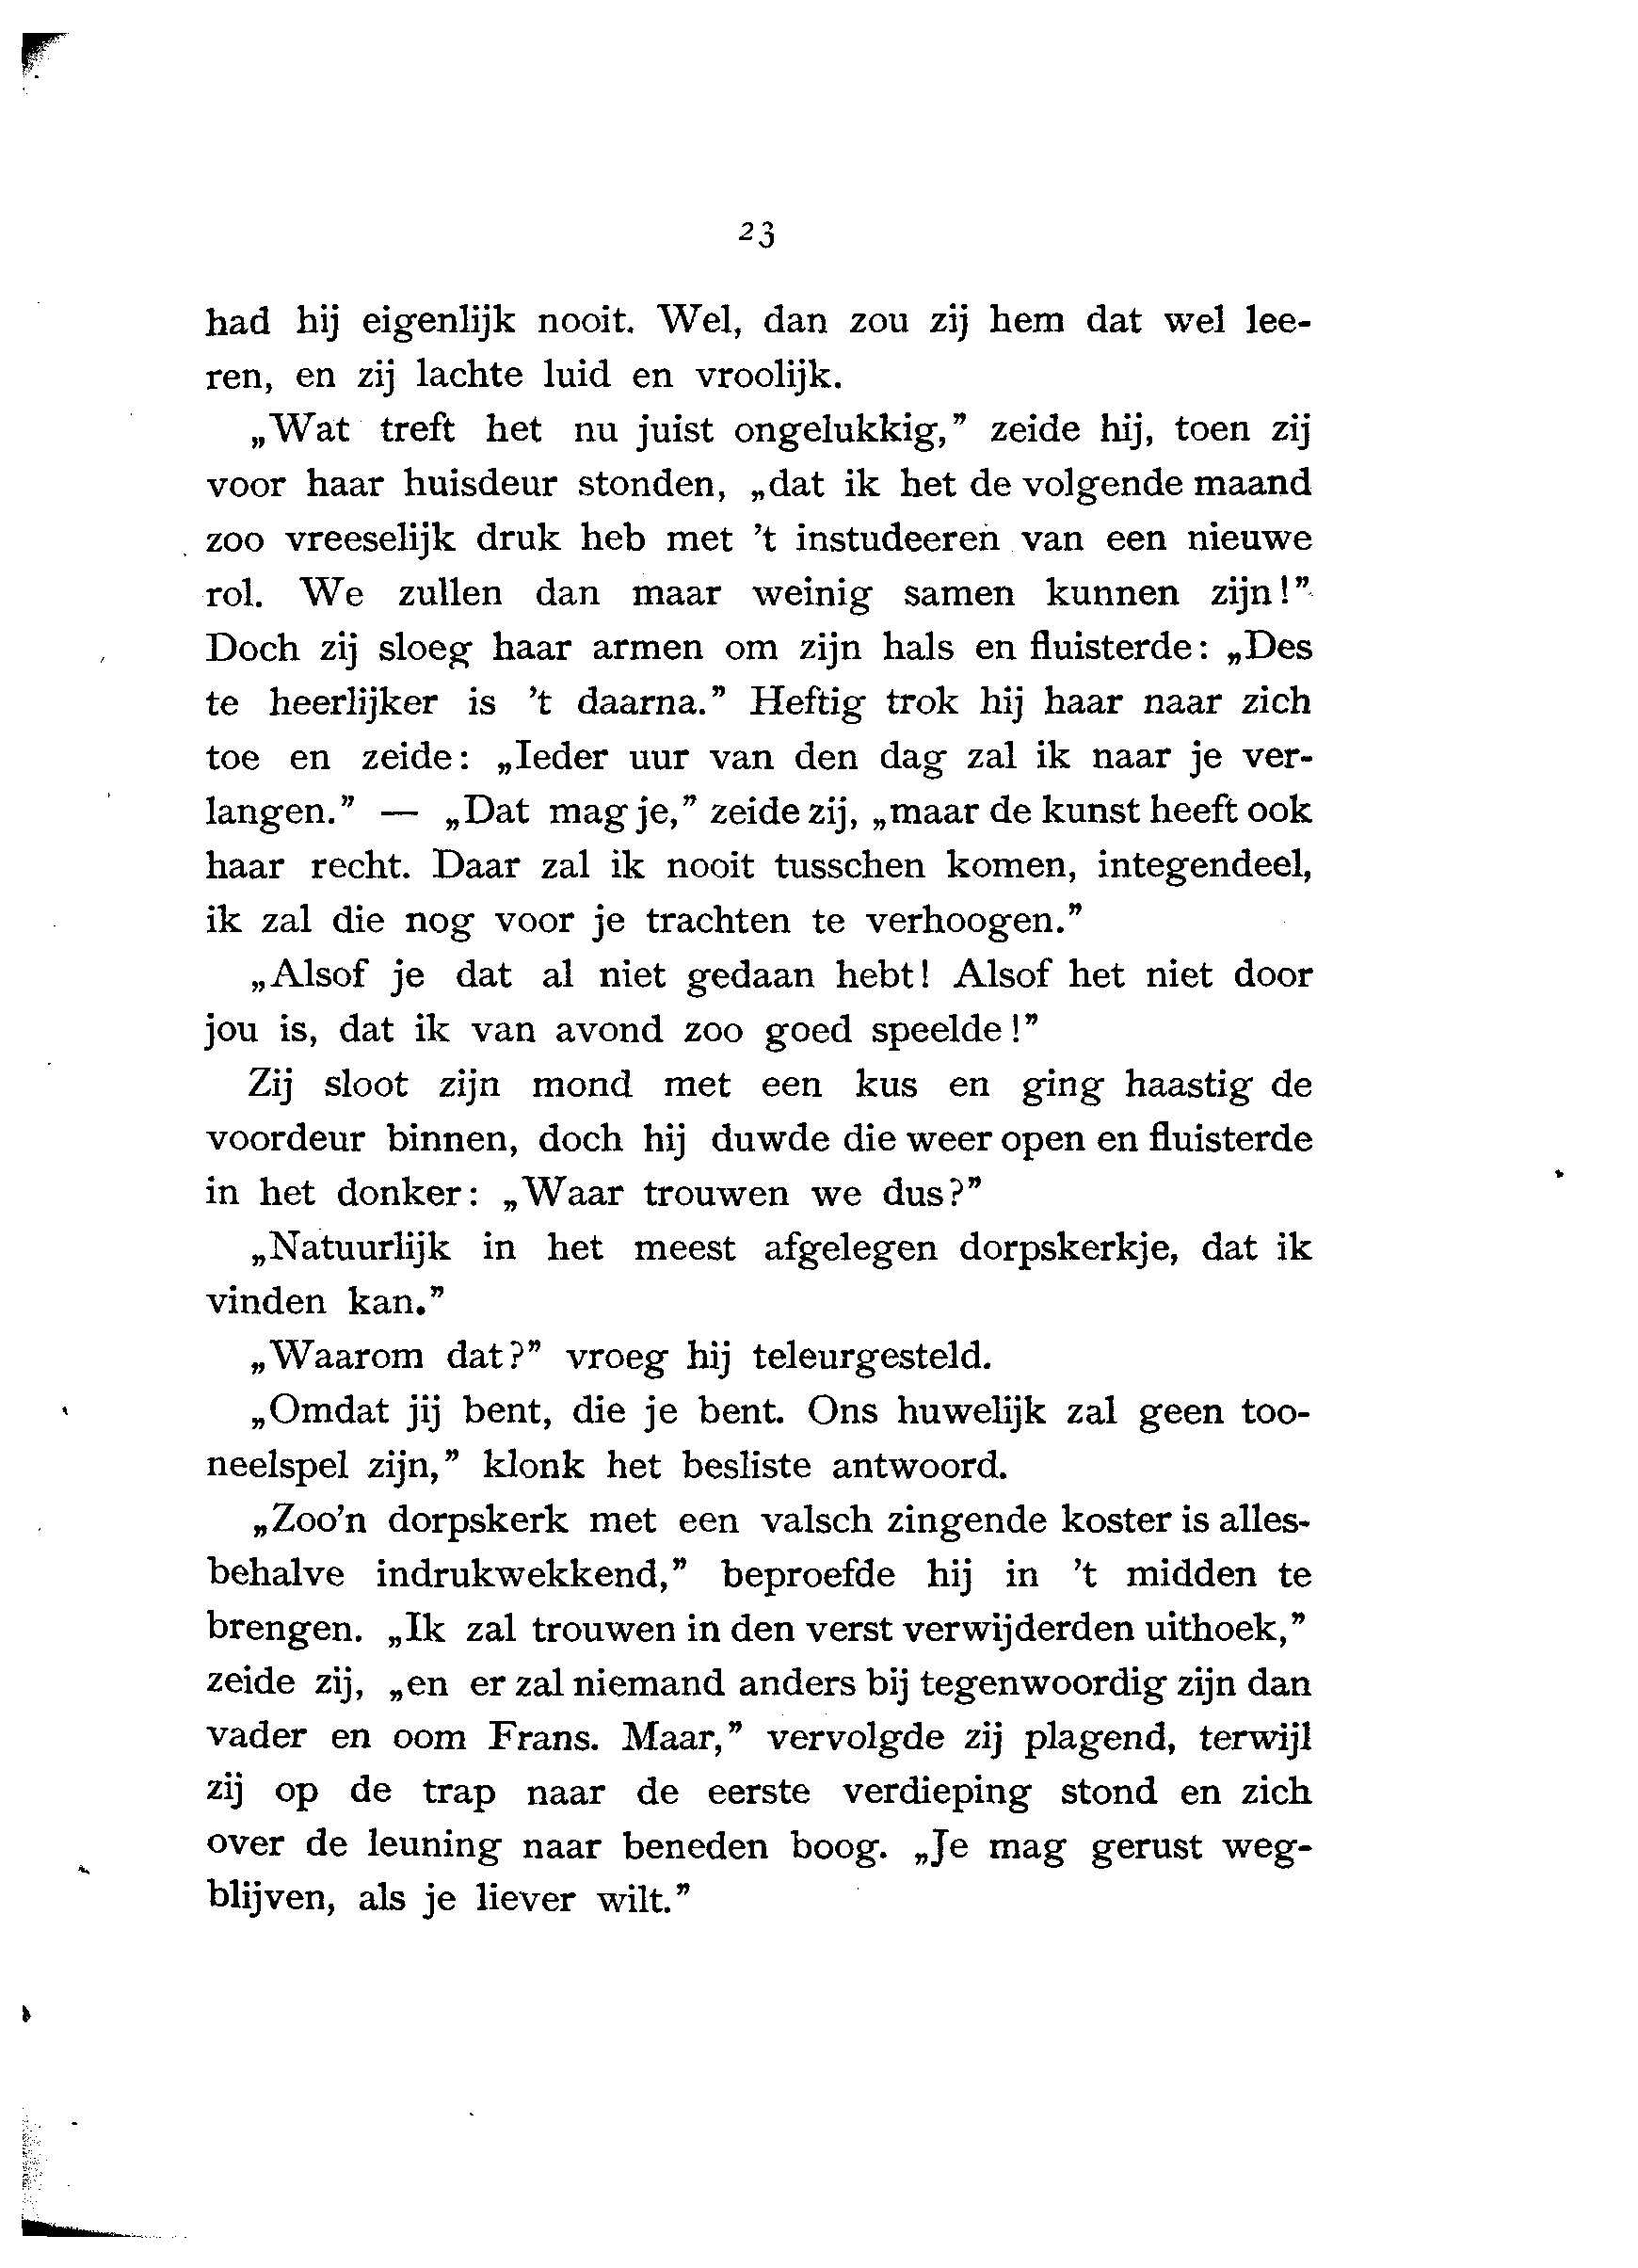 23
had hij eigenlijk nooit. Wel, dan zou zij hem dat wel lee-
ren, en zij lachte luid en vroolijk.
„Wat treft het nu juist ongelukkig,” zeide hij, toen zij
voor haar huisdeur stonden, „dat ik het de volgende maand
zoo vreeselijk druk heb met ’t instudeeren van een nieuwe
rol. We zullen dan maar weinig samen kunnen zijn!”
Doch zij sloeg haar armen om zijn hals en fluisterde: „Des
te heerlijker is ’t daarna.” Heftig trok hij haar naar zich
toe en zeide: „Ieder uur van den dag zal ik naar je ver-
langen.” — „Dat mag je,” zeide zij, „maar de kunst heeft ook
haar recht. Daar zal ik nooit tusschen komen, integendeel,
ik zal die nog voor je trachten te verhoogen.”
„Alsof je dat al niet gedaan hebt! Alsof het niet door
jou is, dat ik van avond zoo goed speelde!”
Zij sloot zijn mond met een kus en ging haastig de
voordeur binnen, doch hij duwde die weer open en fluisterde
in het donker: „Waar trouwen we dus?”
„Natuurlijk in het meest afgelegen dorpskerkje, dat ik
vinden kan.”
„Waarom dat?” vroeg hij teleurgesteld.
„Omdat jij bent, die je bent. Ons huwelijk zal geen too-
neelspel zijn,” klonk het besliste antwoord.
„Zoo’n dorpskerk met een valsch zingende koster is alles-
behalve indrukwekkend,” beproefde hij in ’t midden te
brengen. „Ik zal trouwen in den verst verwijderden uithoek,”
zeide zij, „en er zal niemand anders bij tegenwoordig zijn dan
vader en oom Frans. Maar,” vervolgde zij plagend, terwijl
zij op de trap naar de eerste verdieping stond en zich
over de leuning naar beneden boog. „Je mag gerust weg-
blijven, als je liever wilt.”